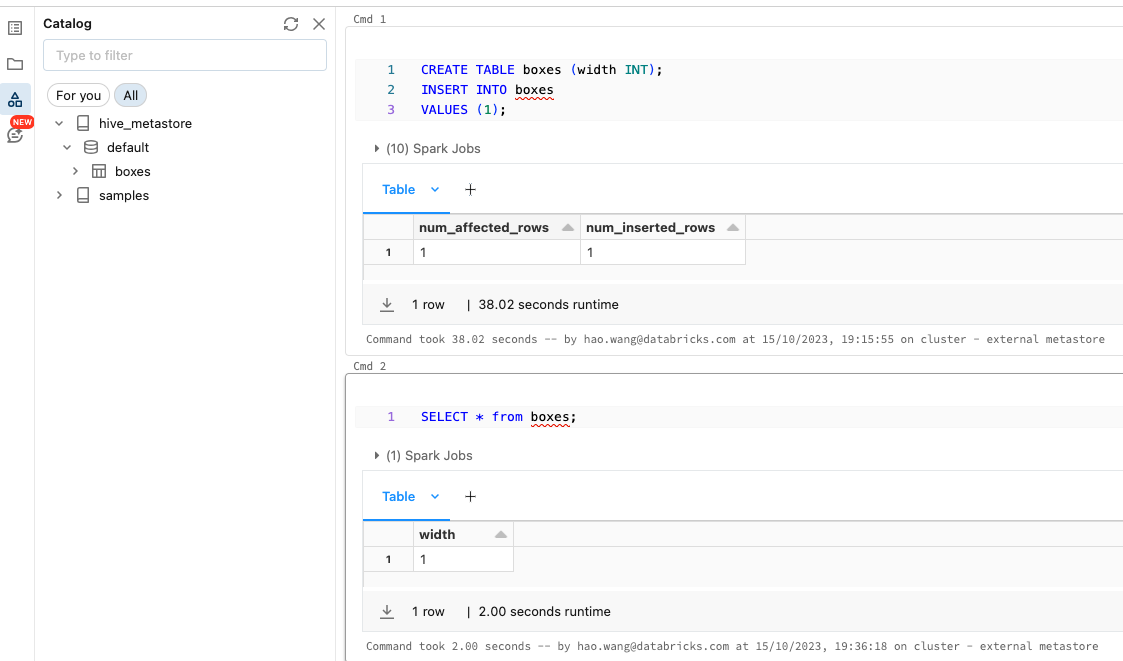 Catalog
Type to filter
For you
All
NEW
hive_metastore
default
boxes
samples
Cmd 1
1 CREATE TABLE boxes (width INT);
2 INSERT INTO boxes
3 VALUES (1);
(10) Spark Jobs
Table
num_affected_rows num_inserted_rows
1 1 1
1 row | 38.02 seconds runtime
Command took 38.02 seconds -- by hao.wang@databricks.com at 15/10/2023, 19:15:55 on cluster - external metastore
Cmd 2
1 SELECT * from boxes;
(1) Spark Jobs
Table
width
1 1
1 row | 2.00 seconds runtime
Command took 2.00 seconds -- by hao.wang@databricks.com at 15/10/2023, 19:36:18 on cluster - external metastore